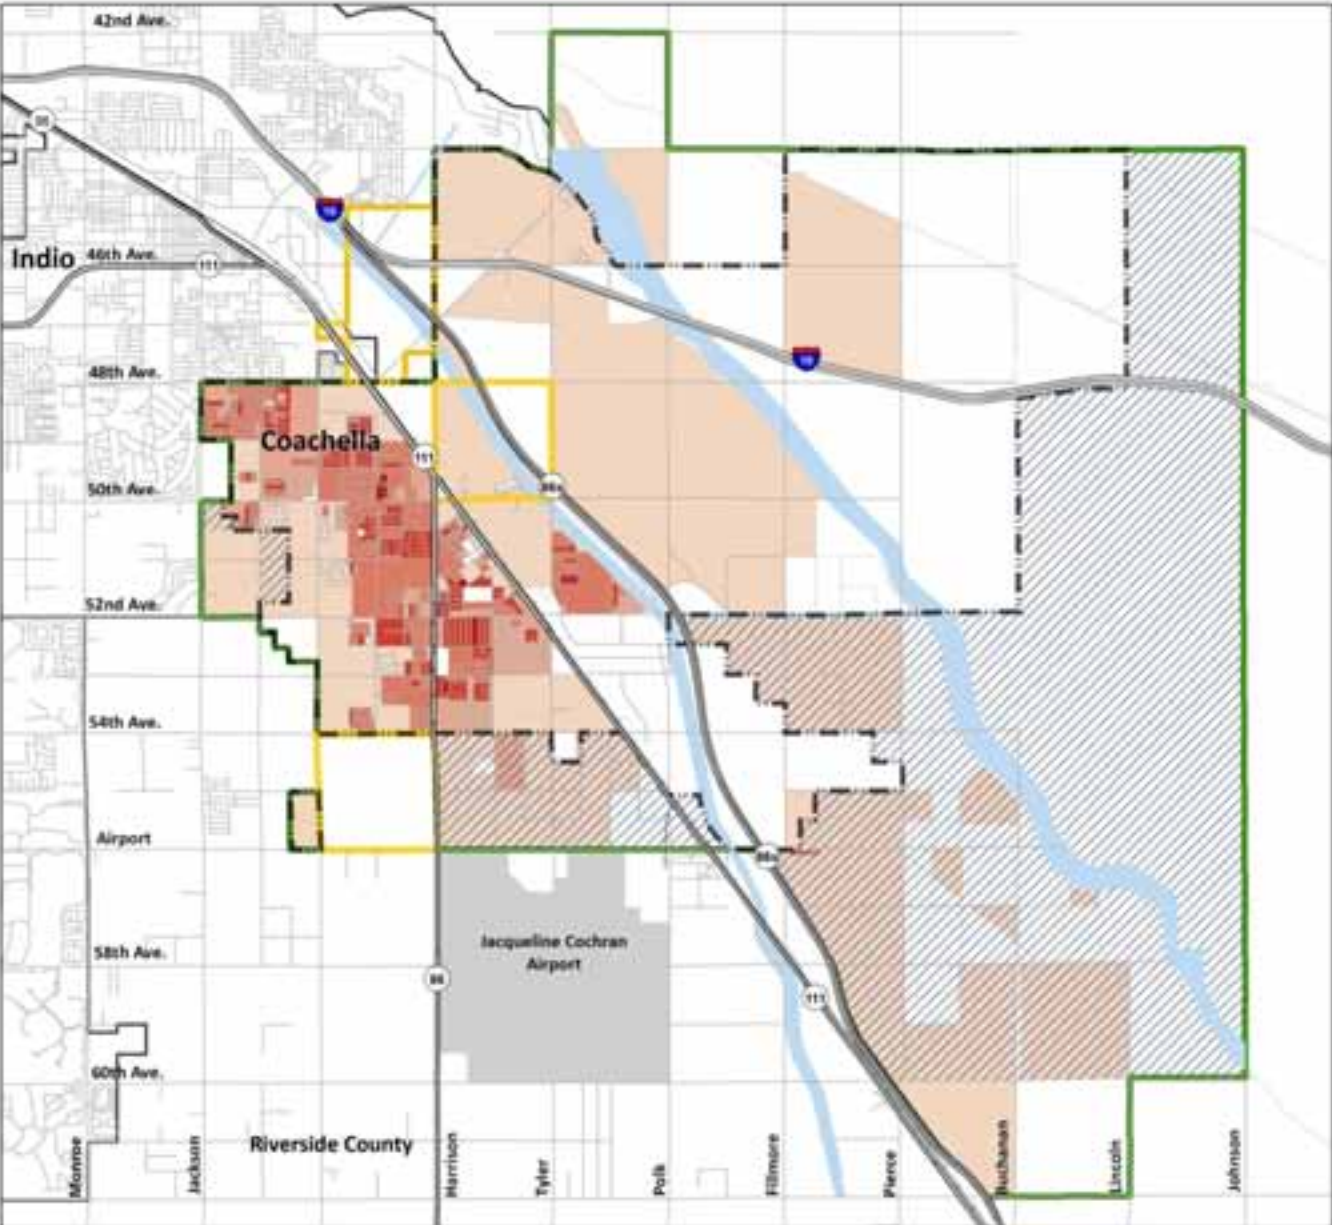 42nd Ave.
86
10
Indio
46th Ave.
111
10
48th Ave.
Coachella
111
50th Ave.
86s
52nd Ave.
54th Ave.
Airport
86s
Jacqueline Cochran
Airport
58th Ave.
86
111
60th Ave.
Riverside County
Monroe
Jackson
Harrison
Tyler
Polk
Fillmore
Pierce
Buchanan
Lincoln
Johnson